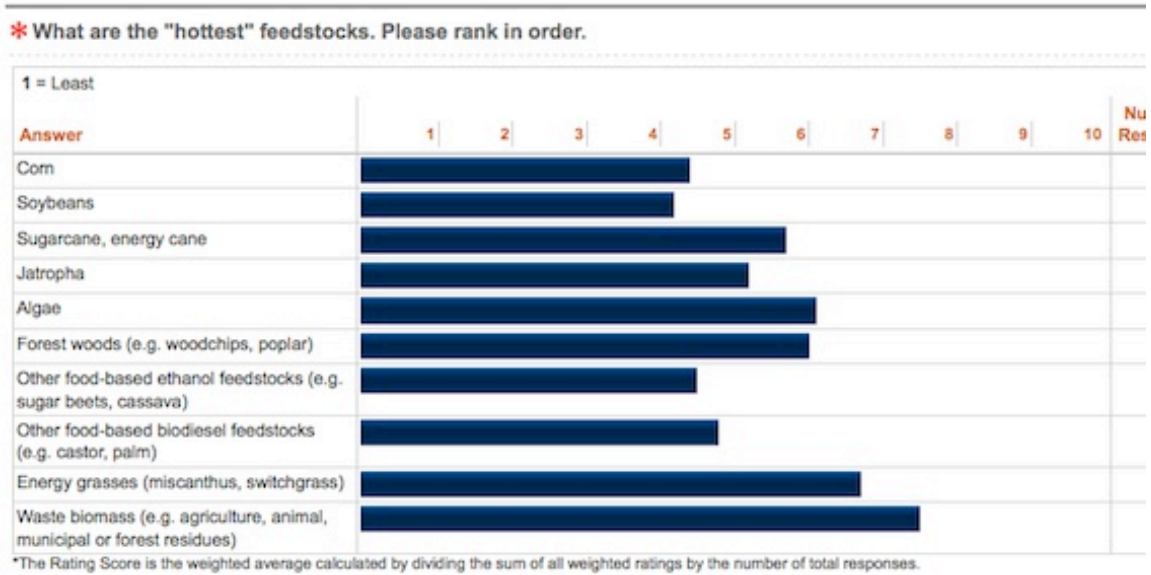 * What are the "hottest" feedstocks. Please rank in order.
1 = Least
Nu
Answer 1 2 3 4 5 6 7 8 9 10 Res
Corn
Soybeans
Sugarcane, energy cane
Jatropha
Algae
Forest woods (e.g. woodchips, poplar)
Other food-based ethanol feedstocks (e.g.
sugar beets, cassava)
Other food-based biodiesel feedstocks
(e.g. castor, palm)
Energy grasses (miscanthus, switchgrass)
Waste biomass (e.g. agriculture, animal,
municipal or forest residues)
*The Rating Score is the weighted average calculated by dividing the sum of all weighted ratings by the number of total responses.